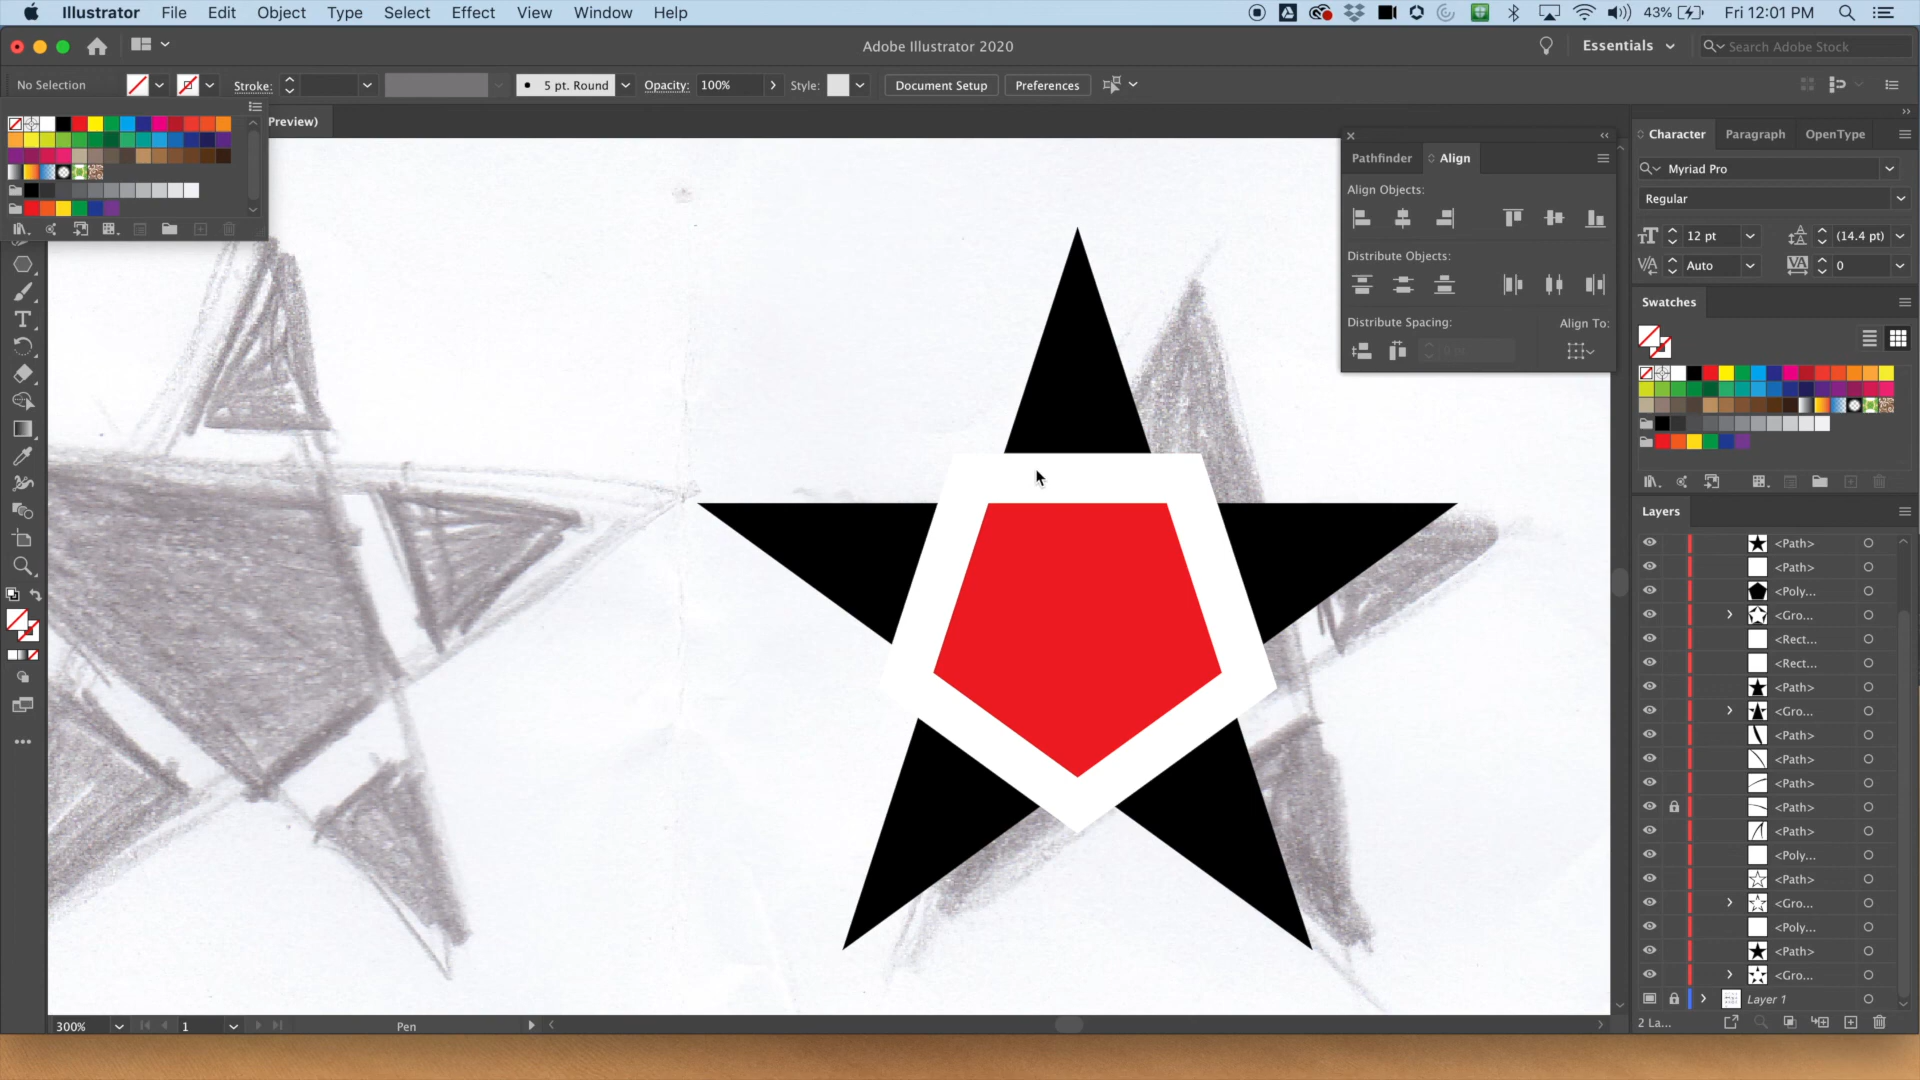 Illustrator File Edit Object Type Select Effect View Window Help 43% Fri 12:01 PM
Adobe Illustrator 2020 Essentials Search Adobe Stock
No Selection Stroke: 5 pt. Round Opacity: 100% Style: Document Setup Preferences
Preview)
Character Paragraph OpenType
Pathfinder Align
Myriad Pro
Align Objects:
Regular
12 pt (14.4 pt)
Distribute Objects:
Auto 0
Swatches
Distribute Spacing: Align To:
Layers
<Path>
<Path>
<Poly...
<Gro...
<Rect...
<Rect...
<Path>
<Gro...
<Path>
<Path>
<Path>
<Path>
<Path>
<Poly...
<Path>
<Gro...
<Poly...
<Path>
<Gro...
Layer 1
2 La...
300% 1 Pen